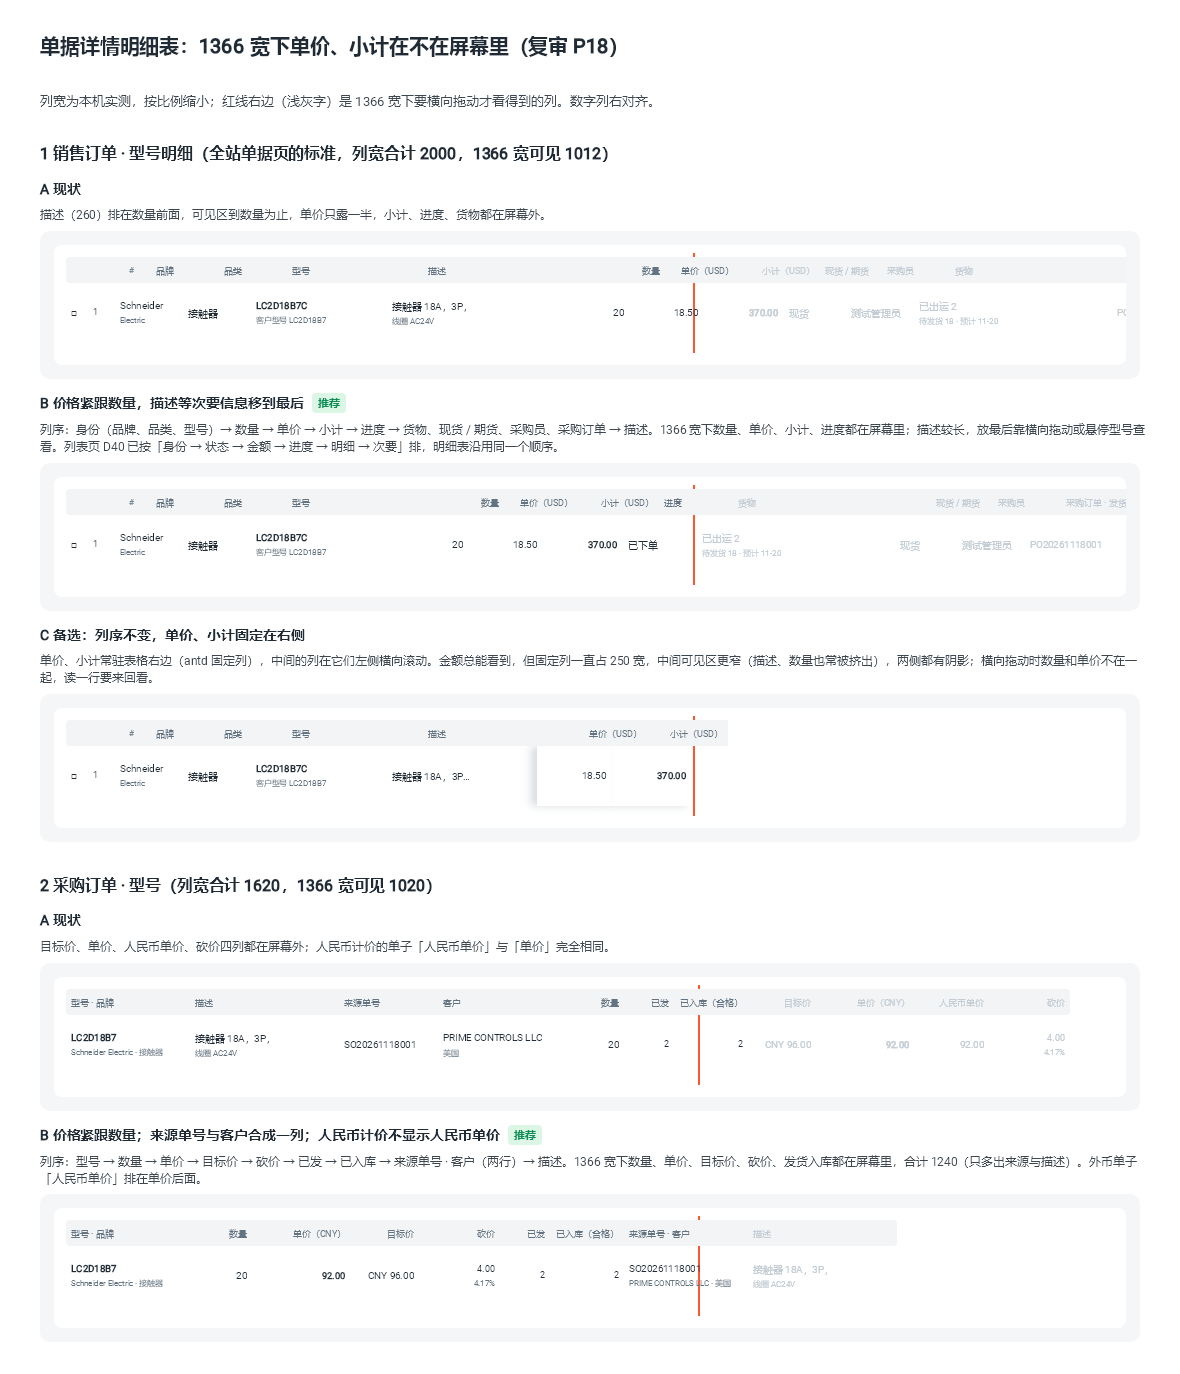 单据详情明细表：1366 宽下单价、小计在不在屏幕里（复审 P18）
列宽为本机实测，按比例缩小；红线右边（浅灰字）是 1366 宽下要横向拖动才看得到的列。数字列右对齐。
1 销售订单 · 型号明细（全站单据页的标准，列宽合计 2000，1366 宽可见 1012）
A 现状
描述（260）排在数量前面，可见区到数量为止，单价只露一半，小计、进度、货物都在屏幕外。
# 品牌 品类 型号 描述 数量 单价（USD） 小计（USD） 现货 / 期货 采购员 货物
1 Schneider 接触器 LC2D18B7C 接触器 18A，3P， 20 18.50 370.00 现货 测试管理员 已出运 2
Electric 客户型号 LC2D18B7 线圈 AC24V 待发货 18 · 预计 11-20
B 价格紧跟数量，描述等次要信息移到最后 推荐
列序：身份（品牌、品类、型号）→ 数量 → 单价 → 小计 → 进度 → 货物、现货 / 期货、采购员、采购订单 → 描述。1366 宽下数量、单价、小计、进度都在屏幕里；描述较长，放最后靠横向拖动或悬停型号查
看。列表页 D40 已按「身份 → 状态 → 金额 → 进度 → 明细 → 次要」排，明细表沿用同一个顺序。
# 品牌 品类 型号 数量 单价（USD） 小计（USD） 进度 货物 现货 / 期货 采购员 采购订单 · 发货
1 Schneider 接触器 LC2D18B7C 20 18.50 370.00 已下单 已出运 2 现货 测试管理员 PO20261118001
Electric 客户型号 LC2D18B7 待发货 18 · 预计 11-20
C 备选：列序不变，单价、小计固定在右侧
单价、小计常驻表格右边（antd 固定列），中间的列在它们左侧横向滚动。金额总能看到，但固定列一直占 250 宽，中间可见区更窄（描述、数量也常被挤出），两侧都有阴影；横向拖动时数量和单价不在一
起，读一行要来回看。
# 品牌 品类 型号 描述 单价（USD） 小计（USD）
1 Schneider 接触器 LC2D18B7C 接触器 18A，3P... 18.50 370.00
Electric 客户型号 LC2D18B7
2 采购订单 · 型号（列宽合计 1620，1366 宽可见 1020）
A 现状
目标价、单价、人民币单价、砍价四列都在屏幕外；人民币计价的单子「人民币单价」与「单价」完全相同。
型号 · 品牌 描述 来源单号 客户 数量 已发 已入库（合格） 目标价 单价（CNY） 人民币单价 砍价
LC2D18B7 接触器 18A，3P， SO20261118001 PRIME CONTROLS LLC 20 2 2 CNY 96.00 92.00 92.00 4.00
Schneider Electric · 接触器 线圈 AC24V 美国 4.17%
B 价格紧跟数量；来源单号与客户合成一列；人民币计价不显示人民币单价 推荐
列序：型号 → 数量 → 单价 → 目标价 → 砍价 → 已发 → 已入库 → 来源单号 · 客户（两行）→ 描述。1366 宽下数量、单价、目标价、砍价、发货入库都在屏幕里，合计 1240（只多出来源与描述）。外币单子
「人民币单价」排在单价后面。
型号 · 品牌 数量 单价（CNY） 目标价 砍价 已发 已入库（合格） 来源单号 · 客户 描述
LC2D18B7 20 92.00 CNY 96.00 4.00 2 2 SO20261118001 接触器 18A，3P，
Schneider Electric · 接触器 4.17% PRIME CONTROLS LLC · 美国 线圈 AC24V